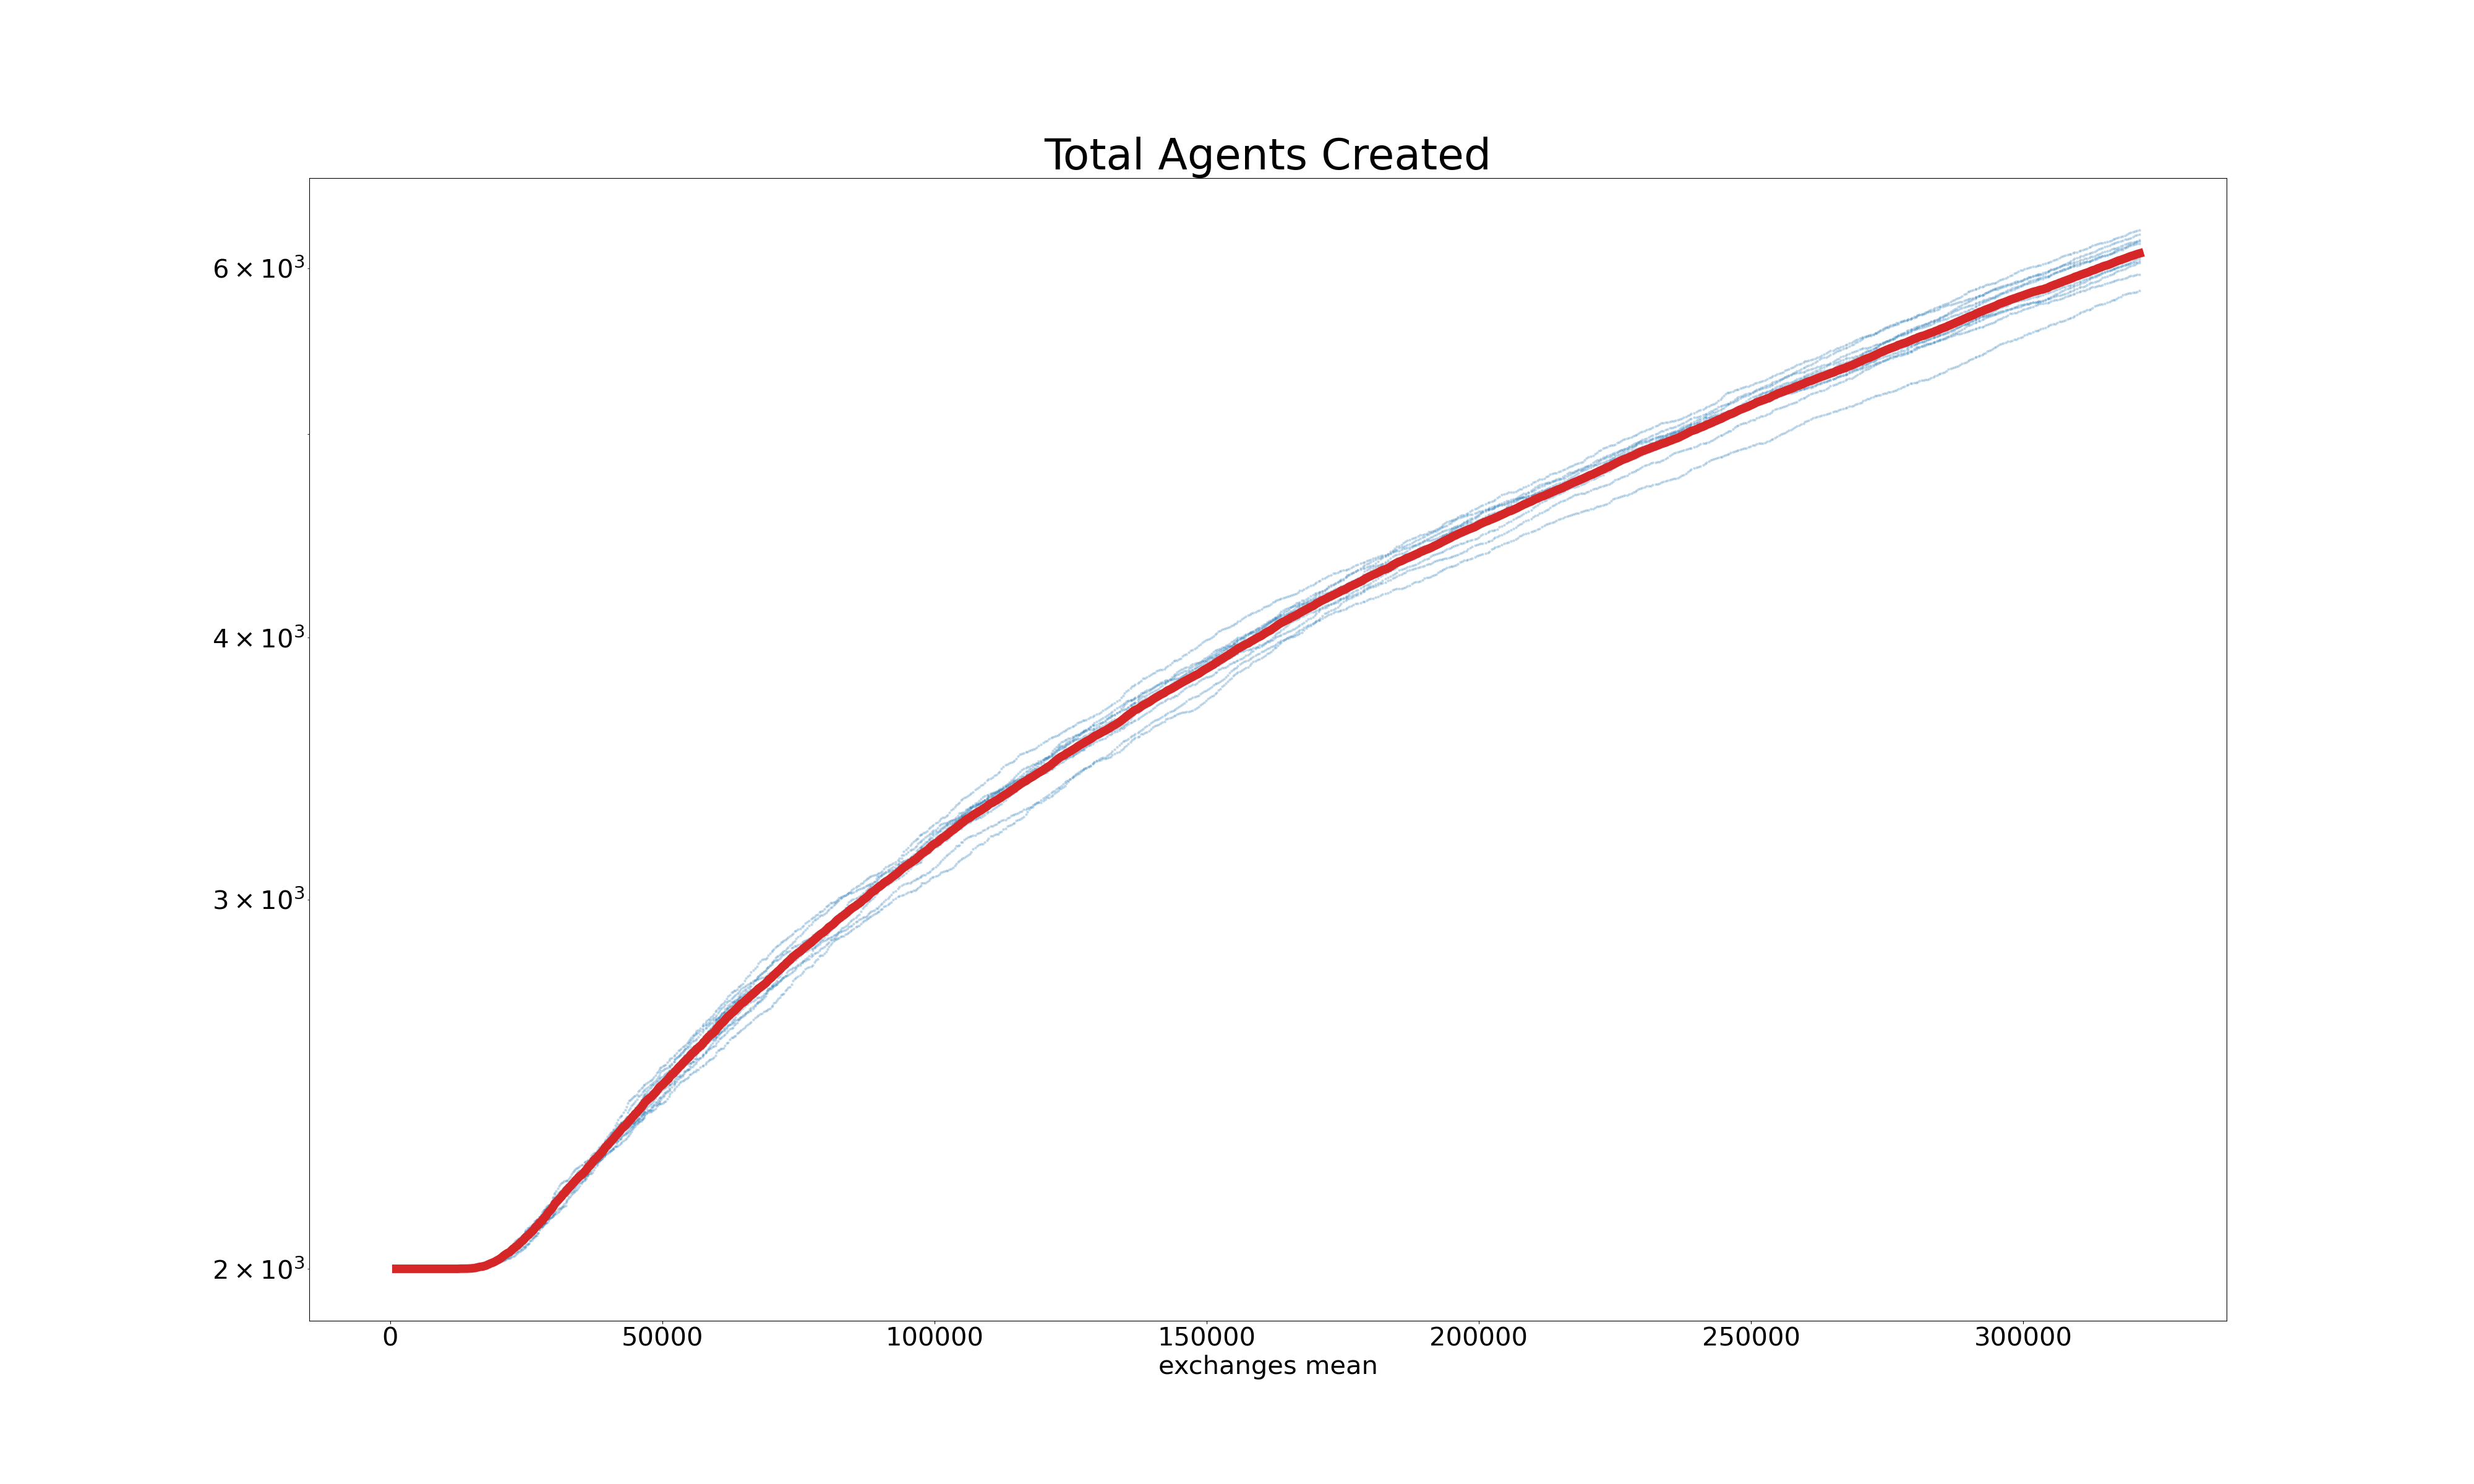 Total Agents Created
6 × 10³
4 × 10³
3 × 10³
2 × 10³
0 50000 100000 150000 200000 250000 300000
exchanges mean